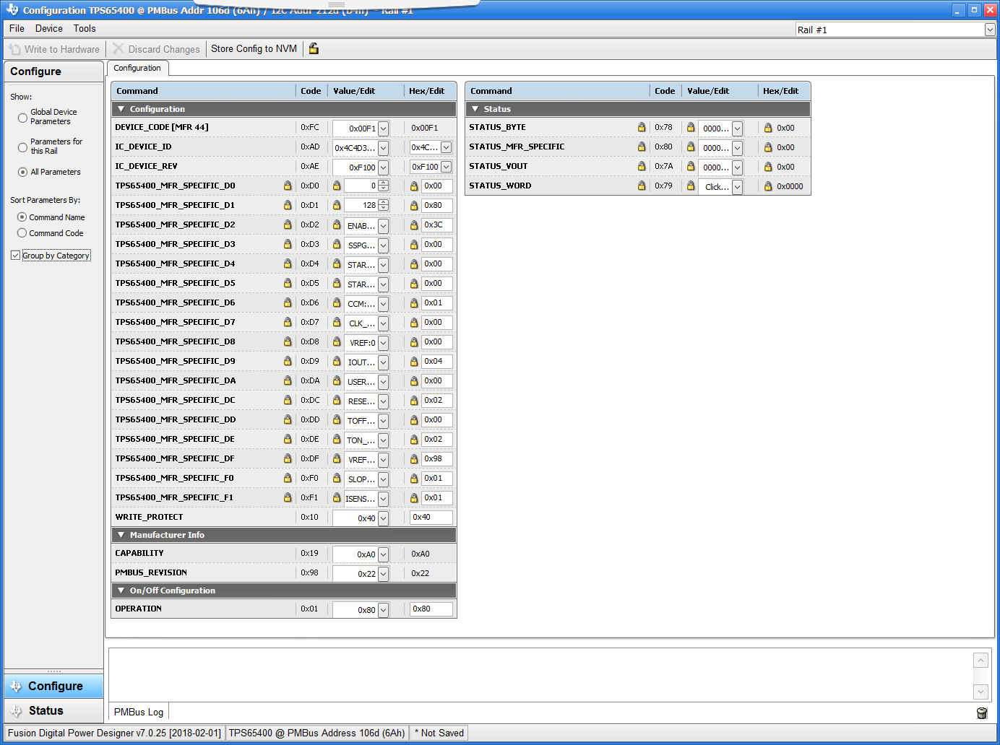 Configuration TPS65400 @ PMBus Addr 106d (6Ah) / I2C Addr 212d (D4h) - Rail #1
File Device Tools
Rail #1
Write to Hardware Discard Changes Store Config to NVM
Configure
Show:
Global Device
Parameters
Parameters for
this Rail
All Parameters
Sort Parameters By:
Command Name
Command Code
Group by Category
Configure
Status
Configuration
Command Code Value/Edit Hex/Edit
Configuration
DEVICE_CODE [MFR 44] 0xFC 0x00F1 0x00F1
IC_DEVICE_ID 0xAD 0x4C4D3... 0x4C...
IC_DEVICE_REV 0xAE 0xF100 0xF100
TPS65400_MFR_SPECIFIC_D0 0xD0 0 0x00
TPS65400_MFR_SPECIFIC_D1 0xD1 128 0x80
TPS65400_MFR_SPECIFIC_D2 0xD2 ENAB... 0x3C
TPS65400_MFR_SPECIFIC_D3 0xD3 SSPG... 0x00
TPS65400_MFR_SPECIFIC_D4 0xD4 STAR... 0x00
TPS65400_MFR_SPECIFIC_D5 0xD5 STAR... 0x00
TPS65400_MFR_SPECIFIC_D6 0xD6 CCM:... 0x01
TPS65400_MFR_SPECIFIC_D7 0xD7 CLK_... 0x00
TPS65400_MFR_SPECIFIC_D8 0xD8 VREF:0 0x00
TPS65400_MFR_SPECIFIC_D9 0xD9 IOUT... 0x04
TPS65400_MFR_SPECIFIC_DA 0xDA USER... 0x00
TPS65400_MFR_SPECIFIC_DC 0xDC RESE... 0x02
TPS65400_MFR_SPECIFIC_DD 0xDD TOFF... 0x00
TPS65400_MFR_SPECIFIC_DE 0xDE TON_... 0x02
TPS65400_MFR_SPECIFIC_DF 0xDF VREF... 0x98
TPS65400_MFR_SPECIFIC_F0 0xF0 SLOP... 0x01
TPS65400_MFR_SPECIFIC_F1 0xF1 ISENS... 0x01
WRITE_PROTECT 0x10 0x40 0x40
Manufacturer Info
CAPABILITY 0x19 0xA0 0xA0
PMBUS_REVISION 0x98 0x22 0x22
On/Off Configuration
OPERATION 0x01 0x80 0x80
Command Code Value/Edit Hex/Edit
Status
STATUS_BYTE 0x78 0000... 0x00
STATUS_MFR_SPECIFIC 0x80 0000... 0x00
STATUS_VOUT 0x7A 0000... 0x00
STATUS_WORD 0x79 Click... 0x0000
PMBus Log
Fusion Digital Power Designer v7.0.25 [2018-02-01] TPS65400 @ PMBus Address 106d (6Ah) * Not Saved